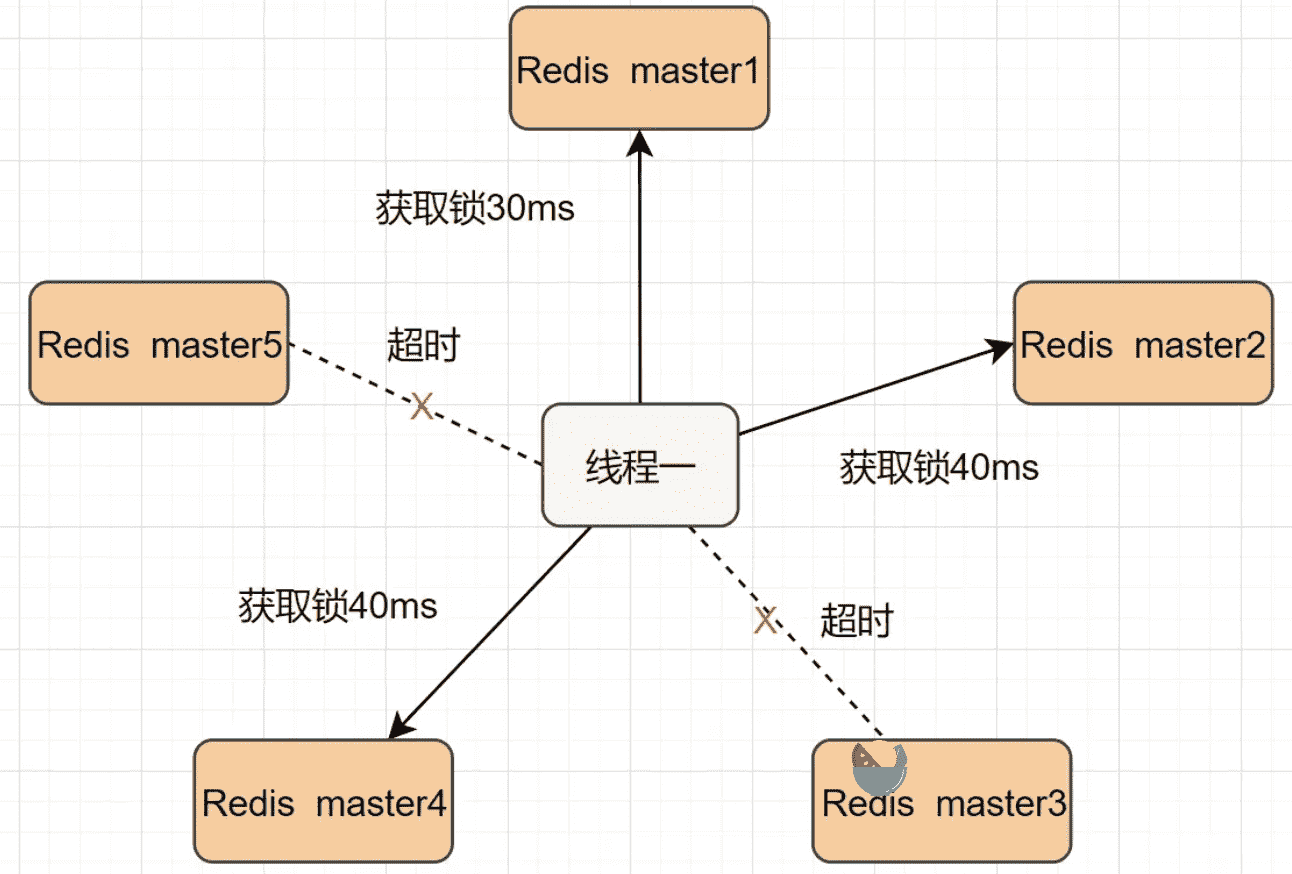 Redis master1
获取锁30ms
Redis master5
超时
Redis master2
X
线程一
获取锁40ms
获取锁40ms
X
超时
Redis master4
Redis master3